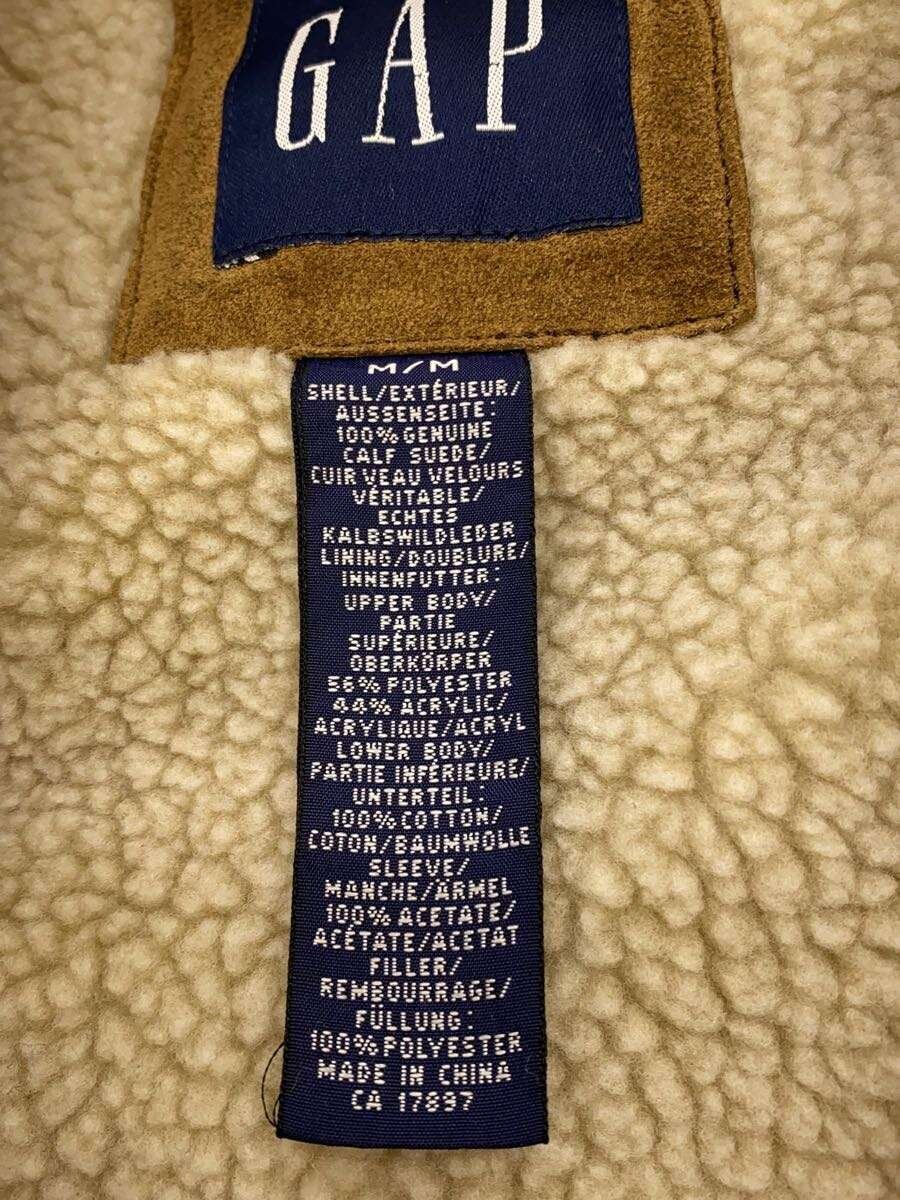 GAP
M/M
SHELL/EXTÉRIEUR/
AUSSENSEITE:
100% GENUINE
CALF SUEDE/
CUIR VEAU VELOURS
VÉRITABLE/
ECHTES
KALBSWILDLEDER
LINING/DOUBLURE/
INNENFUTTER:
UPPER BODY/
PARTIE
SUPÉRIEURE/
OBERKÖRPER
56% POLYESTER
44% ACRYLIC/
ACRYLIQUE/ACRYL
LOWER BODY/
PARTIE INFÉRIEURE/
UNTERTEIL:
100% COTTON/
COTON/BAUMWOLLE
SLEEVE/
MANCHE/ÄRMEL
100% ACETATE/
ACÉTATE/ACETAT
FILLER/
REMBOURRAGE/
FÜLLUNG:
100% POLYESTER
MADE IN CHINA
CA 17897